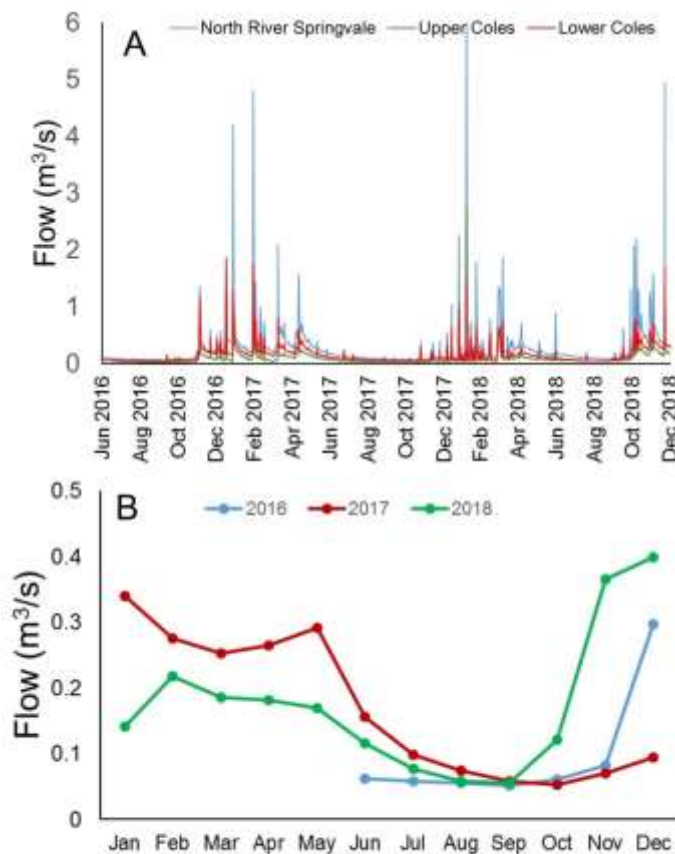 A
North River Springvale Upper Coles Lower Coles
Flow (m³/s)
6
5
4
3
2
1
0
Jun 2016
Aug 2016
Oct 2016
Dec 2016
Feb 2017
Apr 2017
Jun 2017
Aug 2017
Oct 2017
Dec 2017
Feb 2018
Apr 2018
Jun 2018
Aug 2018
Oct 2018
Dec 2018
B
2016 2017 2018
Flow (m³/s)
0.5
0.4
0.3
0.2
0.1
0
Jan Feb Mar Apr May Jun Jul Aug Sep Oct Nov Dec